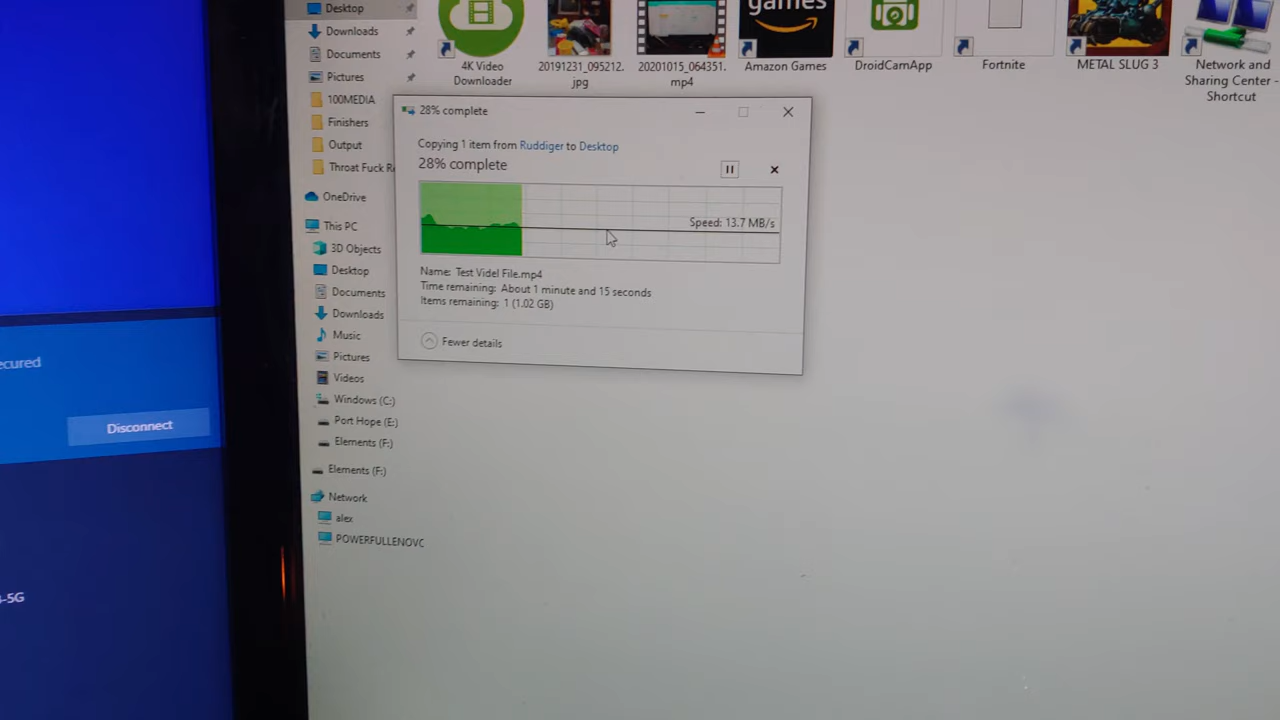 Desktop
Downloads
Documents
Pictures
100MEDIA
Finishers
Output
Throat Fuck R
OneDrive
This PC
3D Objects
Desktop
Documents
Downloads
Music
Pictures
Videos
Windows (C:)
Port Hope (E:)
Elements (F:)
Elements (F:)
Network
alex
POWERFULLENOVC
4K Video
Downloader
20191231_095212.
jpg
20201015_064351.
mp4
games
Amazon Games
DroidCamApp
Fortnite
METAL SLUG 3
Network and
Sharing Center -
Shortcut
28% complete
Copying 1 item from Ruddiger to Desktop
28% complete
Speed: 13.7 MB/s
Name: Test Videl File.mp4
Time remaining: About 1 minute and 15 seconds
Items remaining: 1 (1.02 GB)
Fewer details
ecured
Disconnect
-5G